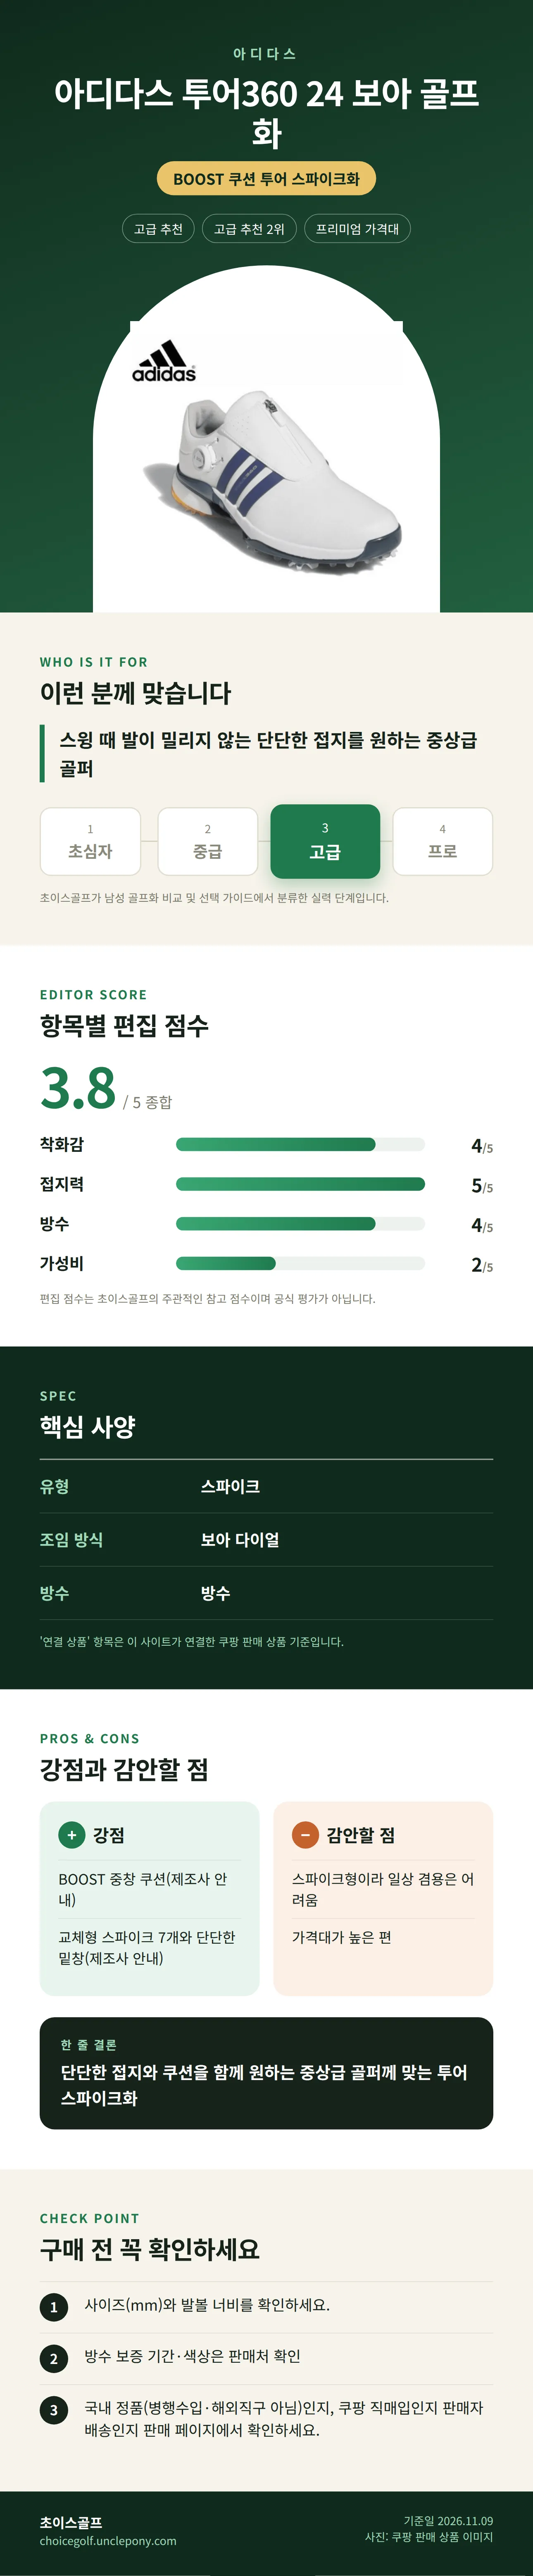 아디다스
아디다스 투어360 24 보아 골프
화
BOOST 쿠션 투어 스파이크화
고급 추천
고급 추천 2위
프리미엄 가격대
adidas
WHO IS IT FOR
이런 분께 맞습니다
스윙 때 발이 밀리지 않는 단단한 접지를 원하는 중상급
골퍼
1
초심자
2
중급
3
고급
4
프로
초이스골프가 남성 골프화 비교 및 선택 가이드에서 분류한 실력 단계입니다.
EDITOR SCORE
항목별 편집 점수
3.8 / 5 종합
착화감 4/5
접지력 5/5
방수 4/5
가성비 2/5
편집 점수는 초이스골프의 주관적인 참고 점수이며 공식 평가가 아닙니다.
SPEC
핵심 사양
유형 스파이크
조임 방식 보아 다이얼
방수 방수
'연결 상품' 항목은 이 사이트가 연결한 쿠팡 판매 상품 기준입니다.
PROS & CONS
강점과 감안할 점
+ 강점
BOOST 중창 쿠션(제조사 안
내)
교체형 스파이크 7개와 단단한
밑창(제조사 안내)
− 감안할 점
스파이크형이라 일상 겸용은 어
려움
가격대가 높은 편
한 줄 결론
단단한 접지와 쿠션을 함께 원하는 중상급 골퍼께 맞는 투어
스파이크화
CHECK POINT
구매 전 꼭 확인하세요
1 사이즈(mm)와 발볼 너비를 확인하세요.
2 방수 보증 기간·색상은 판매처 확인
3 국내 정품(병행수입·해외직구 아님)인지, 쿠팡 직매입인지 판매자
배송인지 판매 페이지에서 확인하세요.
초이스골프
choicegolf.unclepony.com
기준일 2026.11.09
사진: 쿠팡 판매 상품 이미지